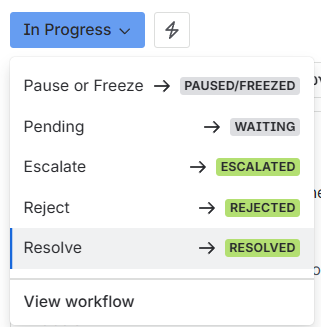 In Progress
Pause or Freeze → PAUSED/FREEZED
Pending → WAITING
Escalate → ESCALATED
Reject → REJECTED
Resolve → RESOLVED
View workflow